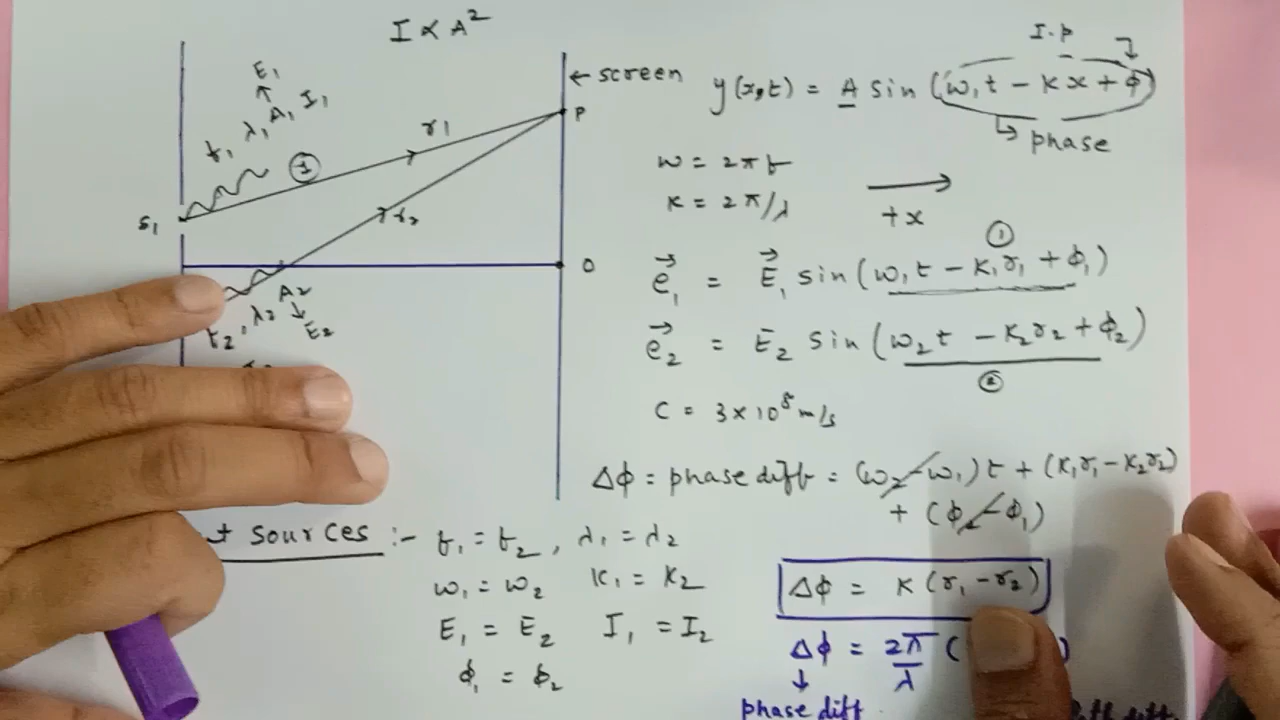 I ∝ A²
← screen
E₁
↑
f₁ λ₁ A₁ I₁
①
r₁
P
S₁
r₂
O
A₂
↓
f₂, λ₂ E₂
I.P
y(x,t) = A sin(ω₁t − kx + φ)
↳ phase
ω = 2πf
k = 2π/λ
+x
①
e⃗₁ = E⃗₁ sin(ω₁t − k₁r₁ + φ₁)
e⃗₂ = E₂ sin(ω₂t − k₂r₂ + φ₂)
②
c = 3×10⁸ m/s
Δφ = phase diff = (ω₂−ω₁)t + (k₁r₁ − k₂r₂)
+ (φ₂−φ₁)
sources :- f₁ = f₂, λ₁ = λ₂
ω₁ = ω₂ k₁ = k₂
E₁ = E₂ I₁ = I₂
φ₁ = φ₂
Δφ = k(r₁ − r₂)
Δφ = 2π/λ ( )
↓
phase diff